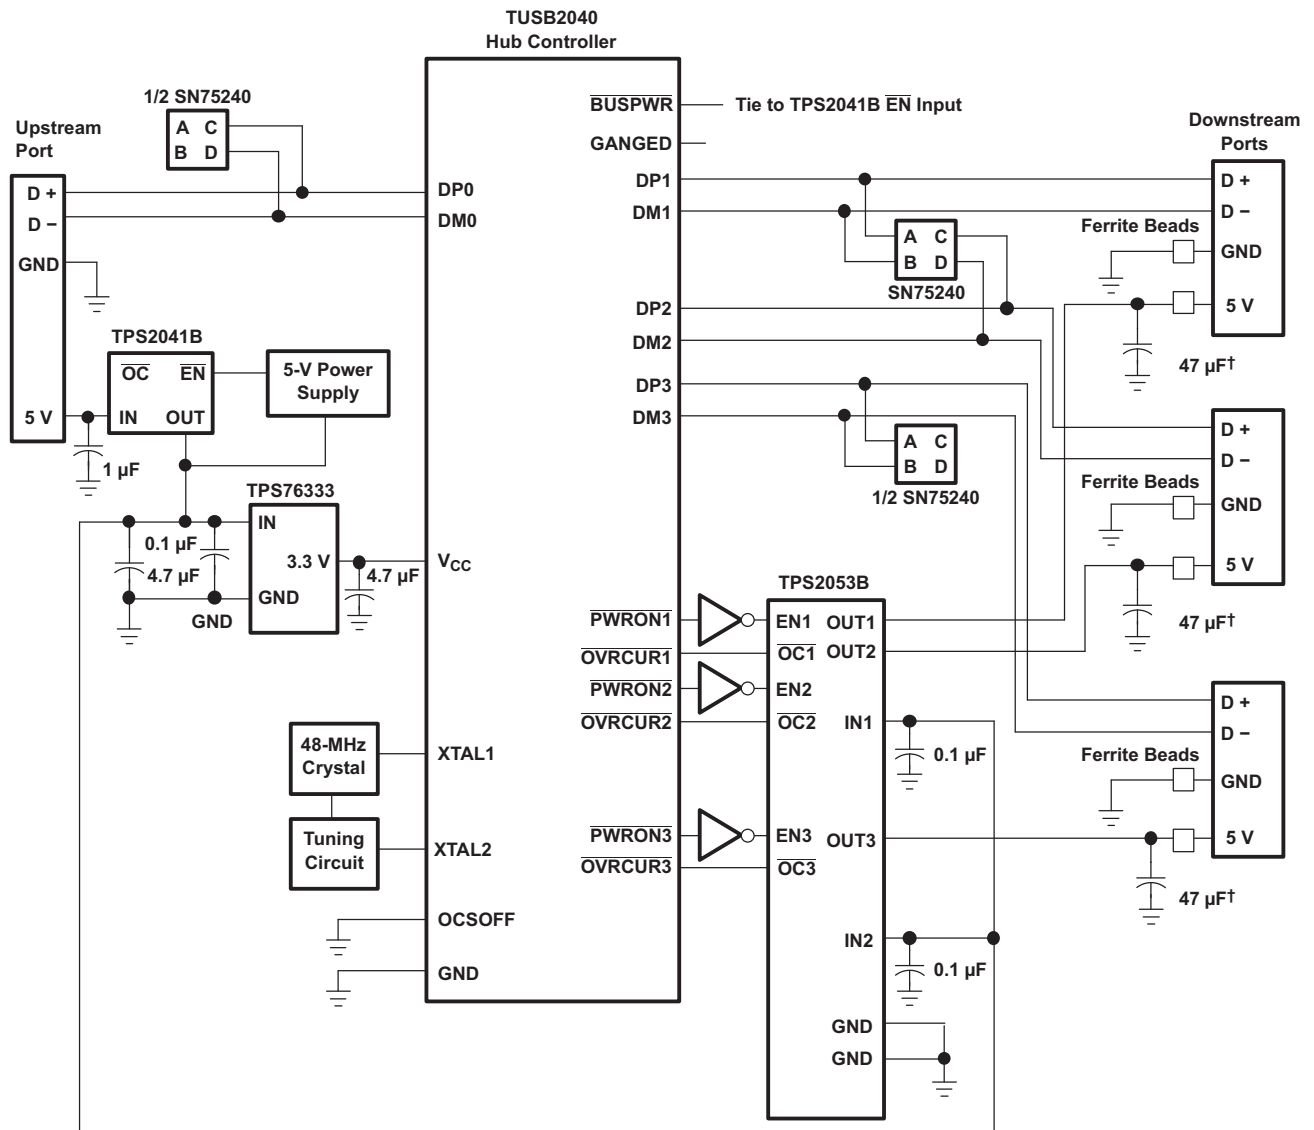 TUSB2040
Hub Controller
1/2 SN75240
A C
B D
Upstream
Port
D +
D −
GND
5 V
TPS2041B
OC EN
IN OUT
5-V Power
Supply
1 µF
TPS76333
IN
3.3 V
GND
0.1 µF
4.7 µF
GND
4.7 µF
48-MHz
Crystal
Tuning
Circuit
DP0
DM0
VCC
XTAL1
XTAL2
OCSOFF
GND
BUSPWR
Tie to TPS2041B EN Input
GANGED
DP1
DM1
DP2
DM2
DP3
DM3
PWRON1
OVRCUR1
PWRON2
OVRCUR2
PWRON3
OVRCUR3
A C
B D
SN75240
A C
B D
1/2 SN75240
TPS2053B
EN1 OUT1
OC1 OUT2
EN2
OC2 IN1
EN3 OUT3
OC3
IN2
GND
GND
0.1 µF
0.1 µF
Downstream
Ports
D +
D −
Ferrite Beads
GND
5 V
47 µF†
D +
D −
Ferrite Beads
GND
5 V
47 µF†
D +
D −
Ferrite Beads
GND
5 V
47 µF†